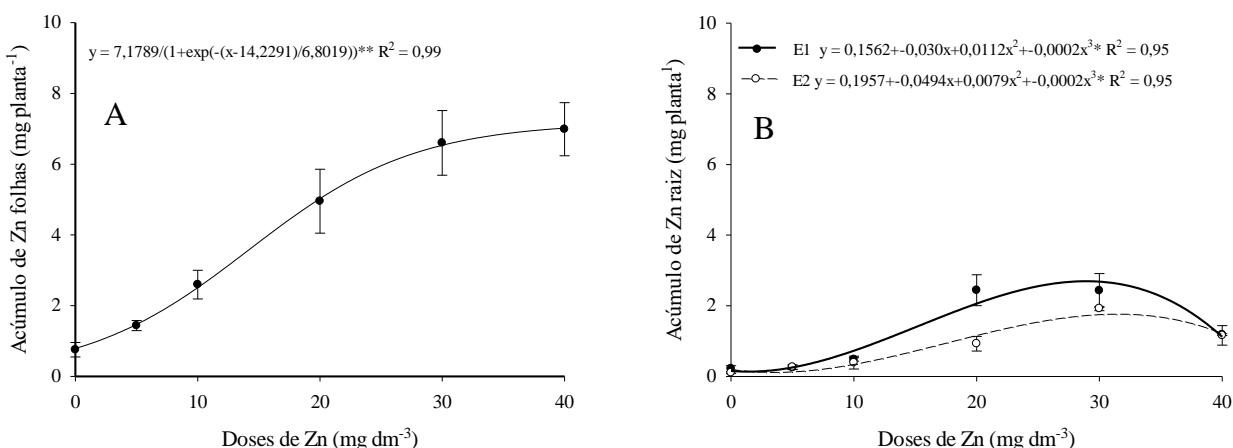 y = 7,1789/(1+exp(-(x-14,2291)/6,8019))** R² = 0,99
A
Acúmulo de Zn folhas (mg planta⁻¹)
10
8
6
4
2
0
0 10 20 30 40
Doses de Zn (mg dm⁻³)
E1 y = 0,1562+-0,030x+0,0112x²+-0,0002x³* R² = 0,95
E2 y = 0,1957+-0,0494x+0,0079x²+-0,0002x³* R² = 0,95
B
Acúmulo de Zn raiz (mg planta¹)
10
8
6
4
2
0
0 10 20 30 40
Doses de Zn (mg dm⁻³)